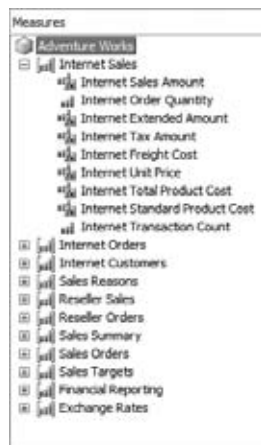 Measures
Adventure Works
Internet Sales
Internet Sales Amount
Internet Order Quantity
Internet Extended Amount
Internet Tax Amount
Internet Freight Cost
Internet Unit Price
Internet Total Product Cost
Internet Standard Product Cost
Internet Transaction Count
Internet Orders
Internet Customers
Sales Reasons
Reseller Sales
Reseller Orders
Sales Summary
Sales Orders
Sales Targets
Financial Reporting
Exchange Rates